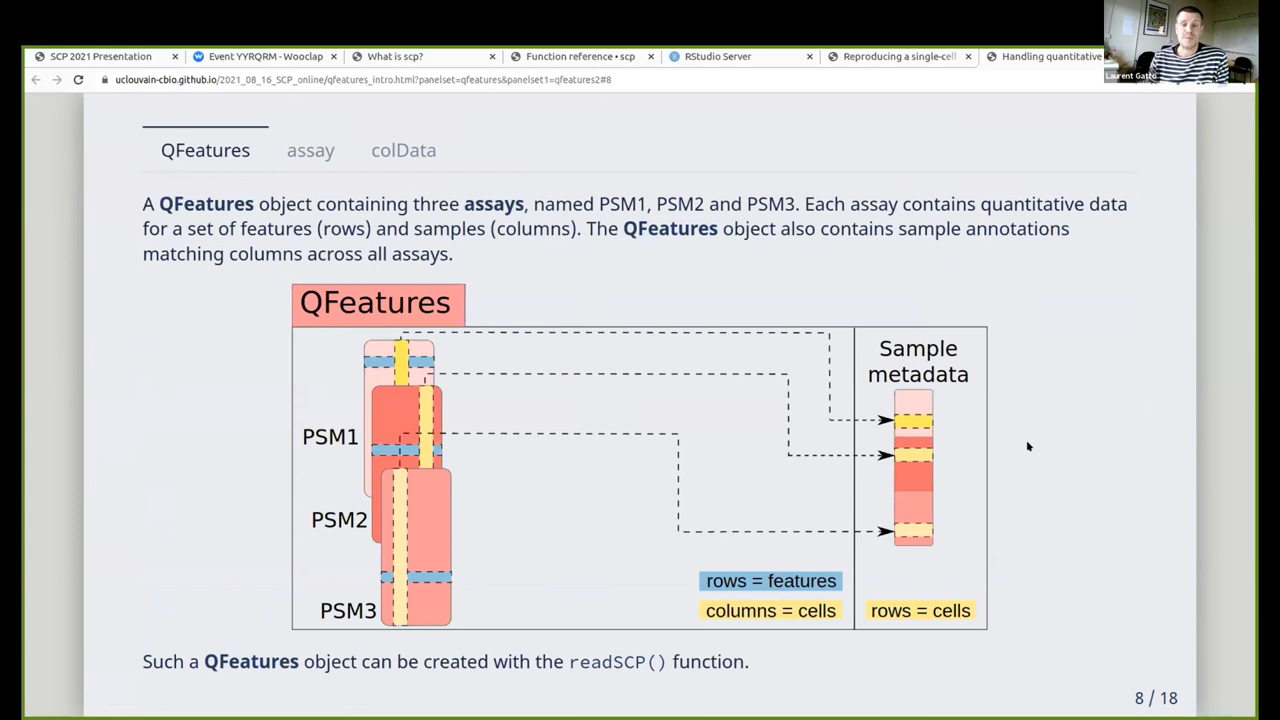 SCP 2021 Presentation
Event YYRQRM - Wooclap
What is scp?
Function reference • scp
RStudio Server
Reproducing a single-cell
Handling quantitative
uclouvain-cbio.github.io/2021_08_16_SCP_online/qfeatures_intro.html?panelset=qfeatures&panelset1=qfeatures2#8
Laurent Gatto
QFeatures assay colData
A QFeatures object containing three assays, named PSM1, PSM2 and PSM3. Each assay contains quantitative data
for a set of features (rows) and samples (columns). The QFeatures object also contains sample annotations
matching columns across all assays.
QFeatures
Sample
metadata
PSM1
PSM2
PSM3
rows = features
columns = cells
rows = cells
Such a QFeatures object can be created with the readSCP() function.
8 / 18